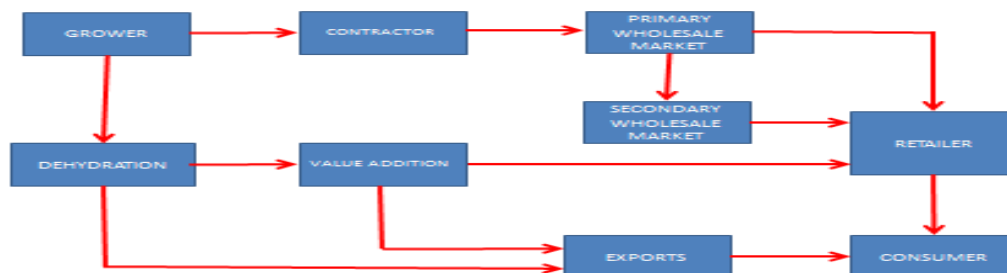 GROWER
CONTRACTOR
PRIMARY
WHOLESALE
MARKET
SECONDARY
WHOLESALE
MARKET
RETAILER
DEHYDRATION
VALUE ADDITION
EXPORTS
CONSUMER